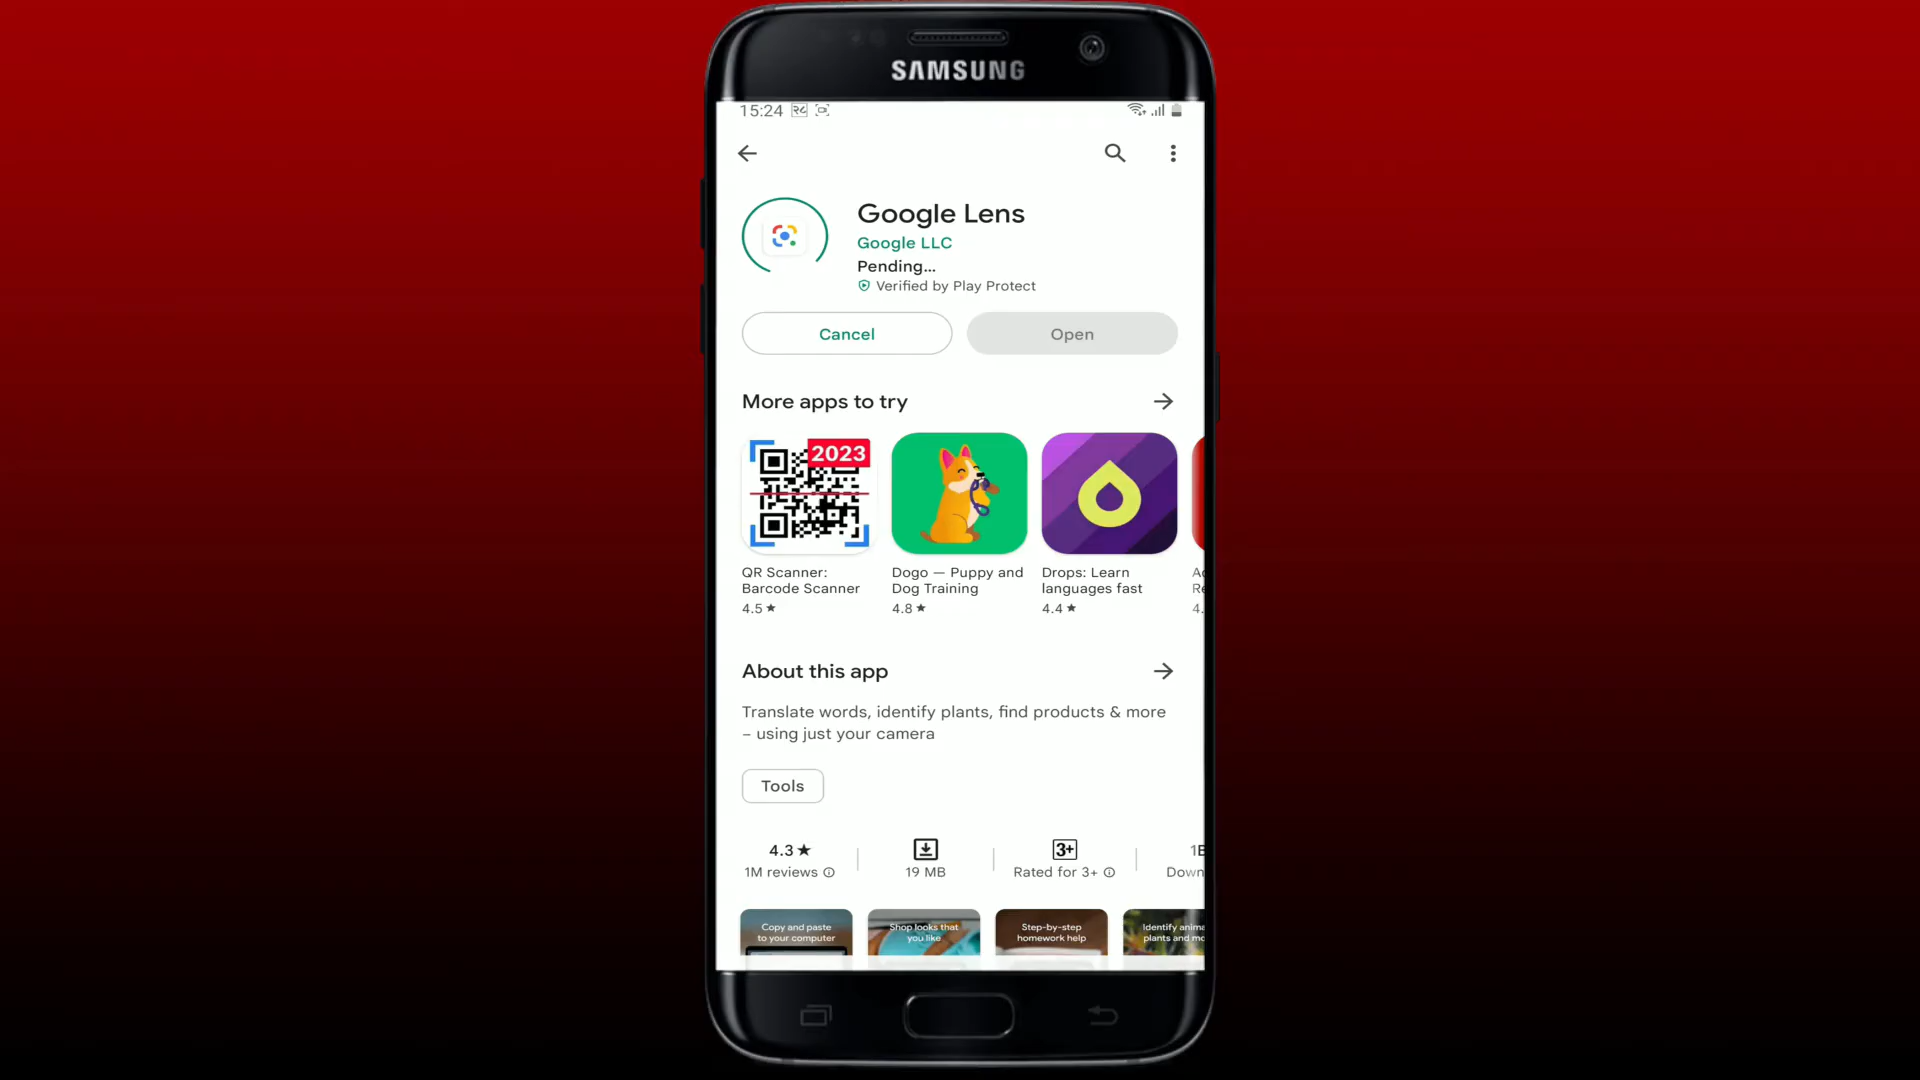 SAMSUNG
15:24
Google Lens
Google LLC
Pending...
Verified by Play Protect
Cancel
Open
More apps to try
2023
QR Scanner:
Barcode Scanner
4.5 ★
Dogo — Puppy and
Dog Training
4.8 ★
Drops: Learn
languages fast
4.4 ★
About this app
Translate words, identify plants, find products & more
– using just your camera
Tools
4.3 ★
1M reviews
19 MB
3+
Rated for 3+
Copy and paste
to your computer
Shop looks that
you like
Step-by-step
homework help
Identify
plants and